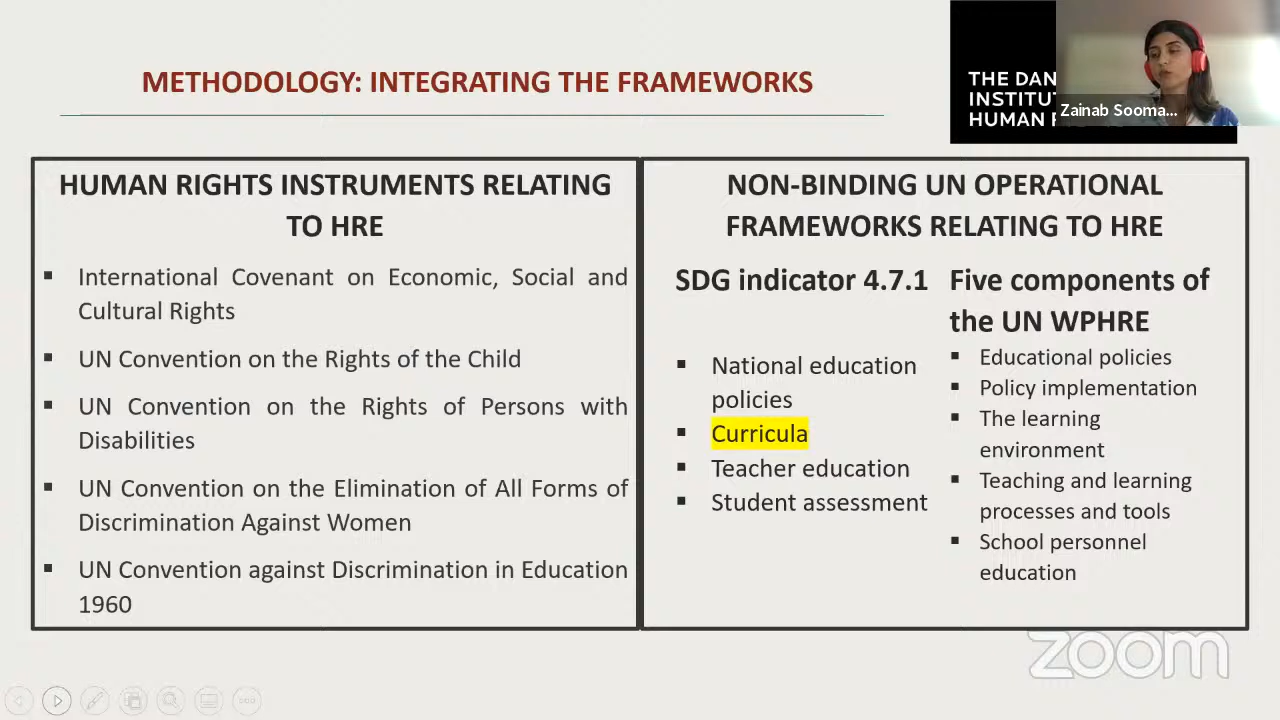 METHODOLOGY: INTEGRATING THE FRAMEWORKS
THE DAN
INSTITUT
HUMAN
Zainab Sooma...
HUMAN RIGHTS INSTRUMENTS RELATING
TO HRE
▪ International Covenant on Economic, Social and
Cultural Rights
▪ UN Convention on the Rights of the Child
▪ UN Convention on the Rights of Persons with
Disabilities
▪ UN Convention on the Elimination of All Forms of
Discrimination Against Women
▪ UN Convention against Discrimination in Education
1960
NON-BINDING UN OPERATIONAL
FRAMEWORKS RELATING TO HRE
SDG indicator 4.7.1
▪ National education
policies
▪ Curricula
▪ Teacher education
▪ Student assessment
Five components of
the UN WPHRE
▪ Educational policies
▪ Policy implementation
▪ The learning
environment
▪ Teaching and learning
processes and tools
▪ School personnel
education
zoom